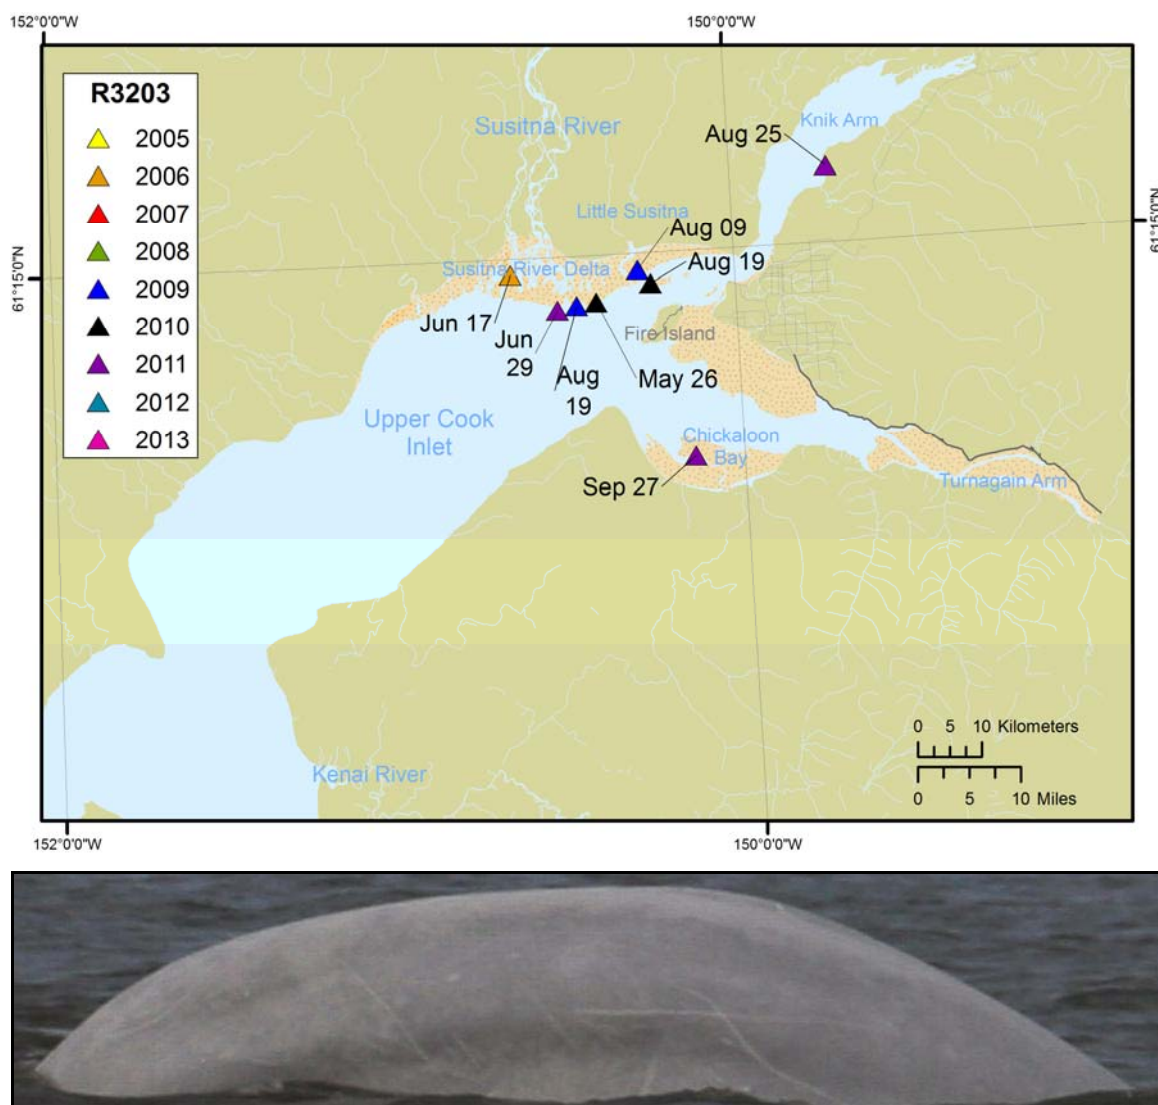 152°0'0"W
150°0'0"W
R3203
2005
2006
2007
2008
2009
2010
2011
2012
2013
Susitna River
Knik Arm
Aug 25
Little Susitna
Aug 09
61°15'0"N
Aug 19
Susitna River Delta
61°15'0"N
Jun 17
Jun
29
Fire Island
Aug
19
May 26
Upper Cook
Inlet
Chickaloon
Bay
Sep 27
Turnagain Arm
0 5 10 Kilometers
Kenai River
0 5 10 Miles
152°0'0"W
150°0'0"W